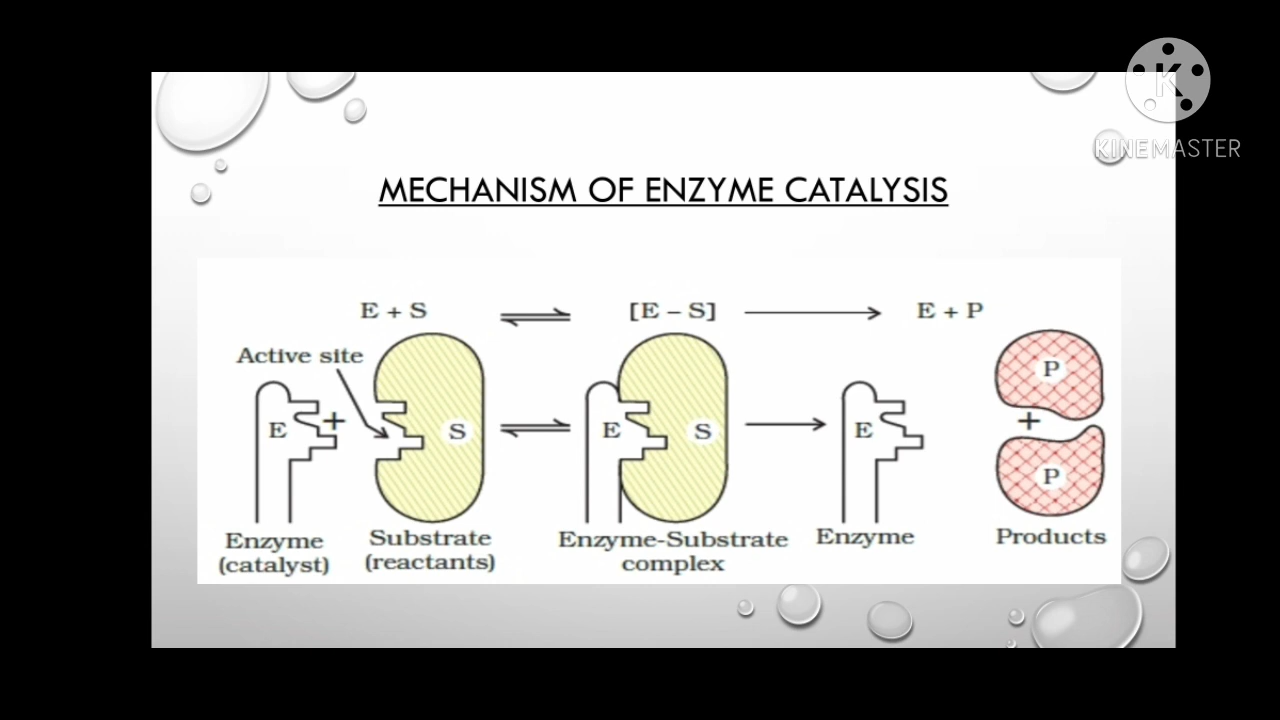 K
KINEMASTER
MECHANISM OF ENZYME CATALYSIS
E + S [E – S] E + P
Active site
P
E + S E S E +
P
Enzyme Substrate Enzyme-Substrate Enzyme Products
(catalyst) (reactants) complex